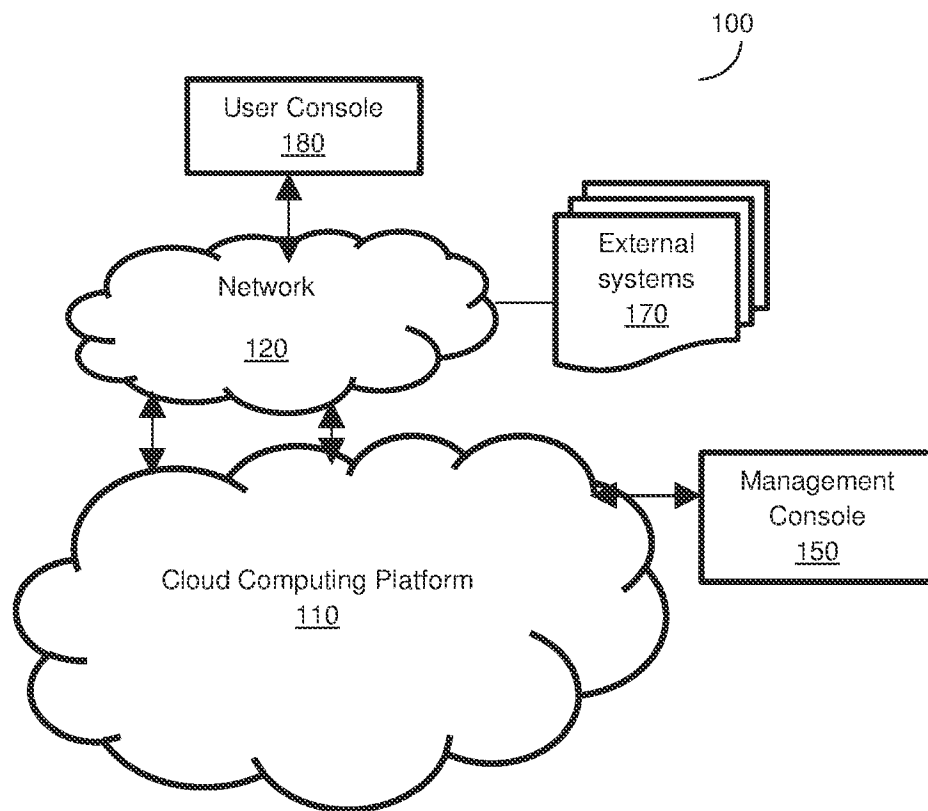 100
User Console
180
External
systems
170
Network
120
Management
Console
150
Cloud Computing Platform
110